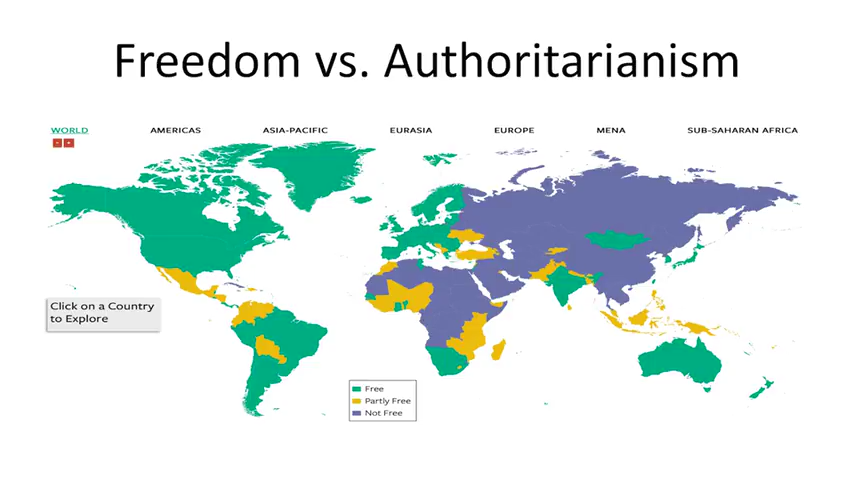 Freedom vs. Authoritarianism
WORLD AMERICAS ASIA-PACIFIC EURASIA EUROPE MENA SUB-SAHARAN AFRICA
Click on a Country
to Explore
Free
Partly Free
Not Free